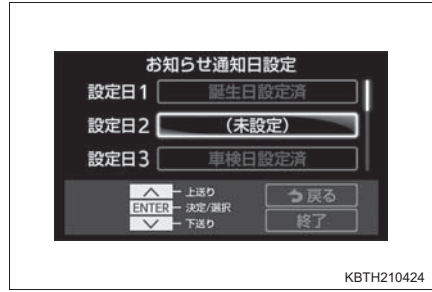 お知らせ通知日設定
設定日1 誕生日設定済
設定日2 (未設定)
設定日3 車検日設定済
上送り
ENTER 決定/選択
下送り
戻る
終了
KBTH210424